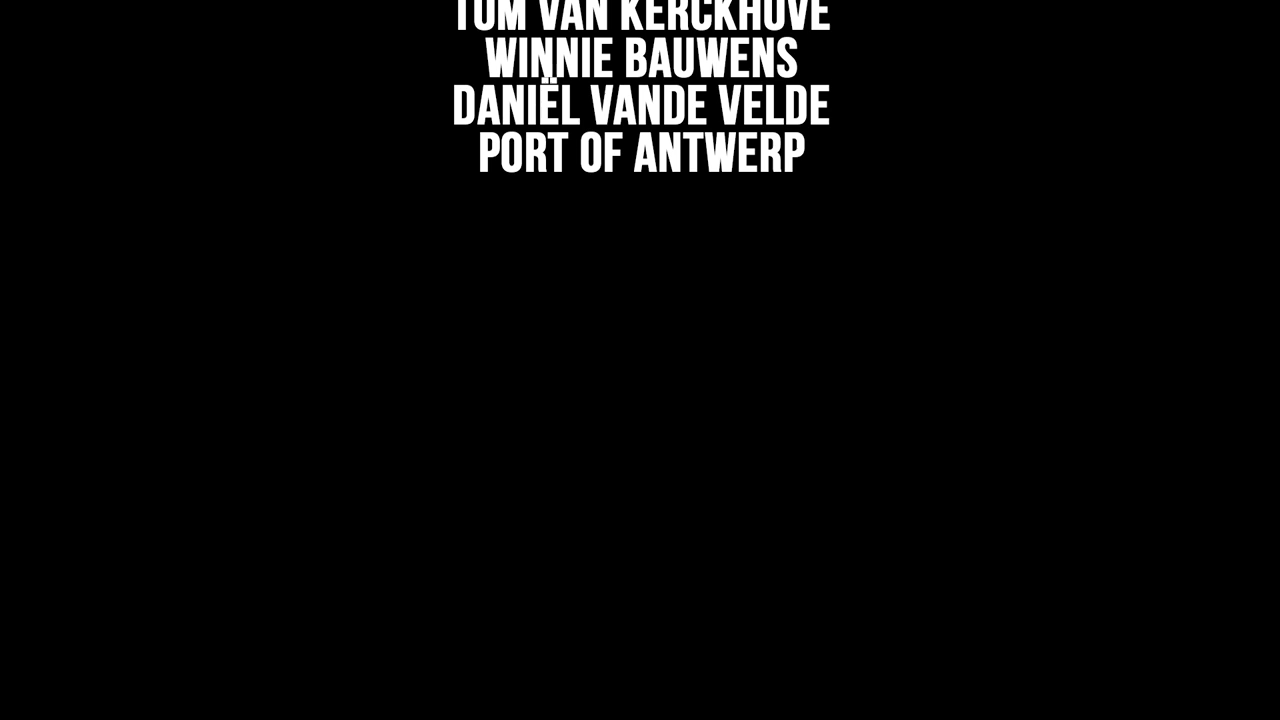 TOM VAN KERCKHOVE
WINNIE BAUWENS
DANIËL VANDE VELDE
PORT OF ANTWERP